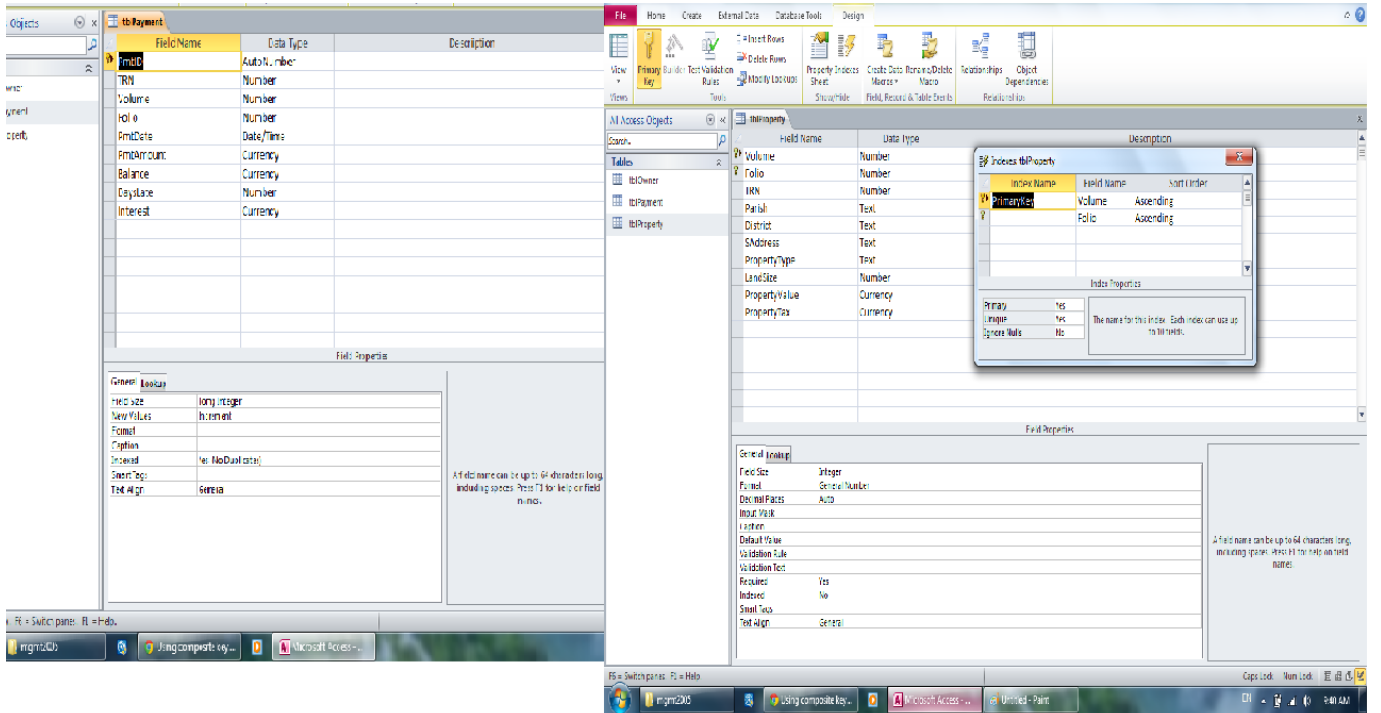 Objects
tblPayment
Field Name Data Type Description
PmtID AutoNumber
TRN Number
Volume Number
Folio Number
PmtDate Date/Time
PmtAmount Currency
Balance Currency
DaysLate Number
Interest Currency
Field Properties
General Lookup
Field Size Long Integer
New Values Increment
Format
Caption
Indexed Yes (No Duplicates)
Smart Tags
Text Align General
A field name can be up to 64 characters long,
including spaces. Press F1 for help on field
names.
F6 = Switch panes. F1 = Help.
mgmt2005 Using composite key... Microsoft Access - ...
File Home Create External Data Database Tools Design
View Primary Key Builder Test Validation Rules Insert Rows Delete Rows Modify Lookups Property Sheet Indexes Create Data Macros Rename/Delete Macro Relationships Object Dependencies
Views Tools Show/Hide Field, Record & Table Events Relationships
All Access Objects
Search...
Tables
tblOwner
tblPayment
tblProperty
tblProperty
Field Name Data Type Description
Volume Number
Folio Number
TRN Number
Parish Text
District Text
SAddress Text
PropertyType Text
LandSize Number
PropertyValue Currency
PropertyTax Currency
Indexes: tblProperty
Index Name Field Name Sort Order
PrimaryKey Volume Ascending
Folio Ascending
Index Properties
Primary Yes
Unique Yes
Ignore Nulls No
The name for this index. Each index can use up
to 10 fields.
Field Properties
General Lookup
Field Size Integer
Format General Number
Decimal Places Auto
Input Mask
Caption
Default Value
Validation Rule
Validation Text
Required Yes
Indexed No
Smart Tags
Text Align General
A field name can be up to 64 characters long,
including spaces. Press F1 for help on field
names.
F6 = Switch panes. F1 = Help. Caps Lock Num Lock
mgmt2005 Using composite key... Microsoft Access - ... Untitled - Paint EN 9:40 AM